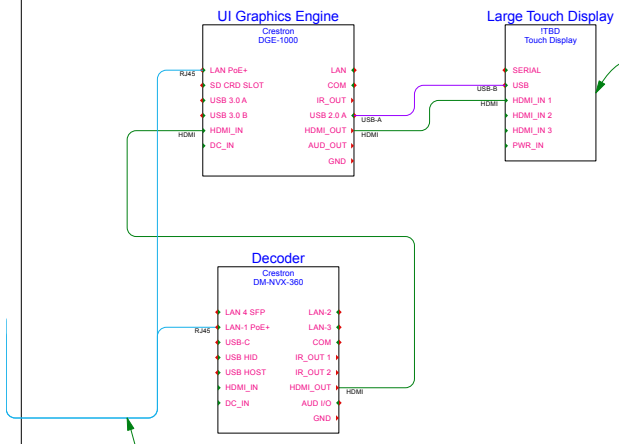 UI Graphics Engine
Crestron
DGE-1000
RJ45
LAN PoE+
SD CRD SLOT
USB 3.0 A
USB 3.0 B
HDMI_IN
HDMI
DC_IN
LAN
COM
IR_OUT
USB 2.0 A
USB-A
HDMI_OUT
HDMI
AUD_OUT
GND
Large Touch Display
!TBD
Touch Display
SERIAL
USB
USB-B
HDMI_IN 1
HDMI
HDMI_IN 2
HDMI_IN 3
PWR_IN
Decoder
Crestron
DM-NVX-360
LAN 4 SFP
LAN-1 PoE+
RJ45
USB-C
USB HID
USB HOST
HDMI_IN
DC_IN
LAN-2
LAN-3
COM
IR_OUT 1
IR_OUT 2
HDMI_OUT
HDMI
AUD I/O
GND